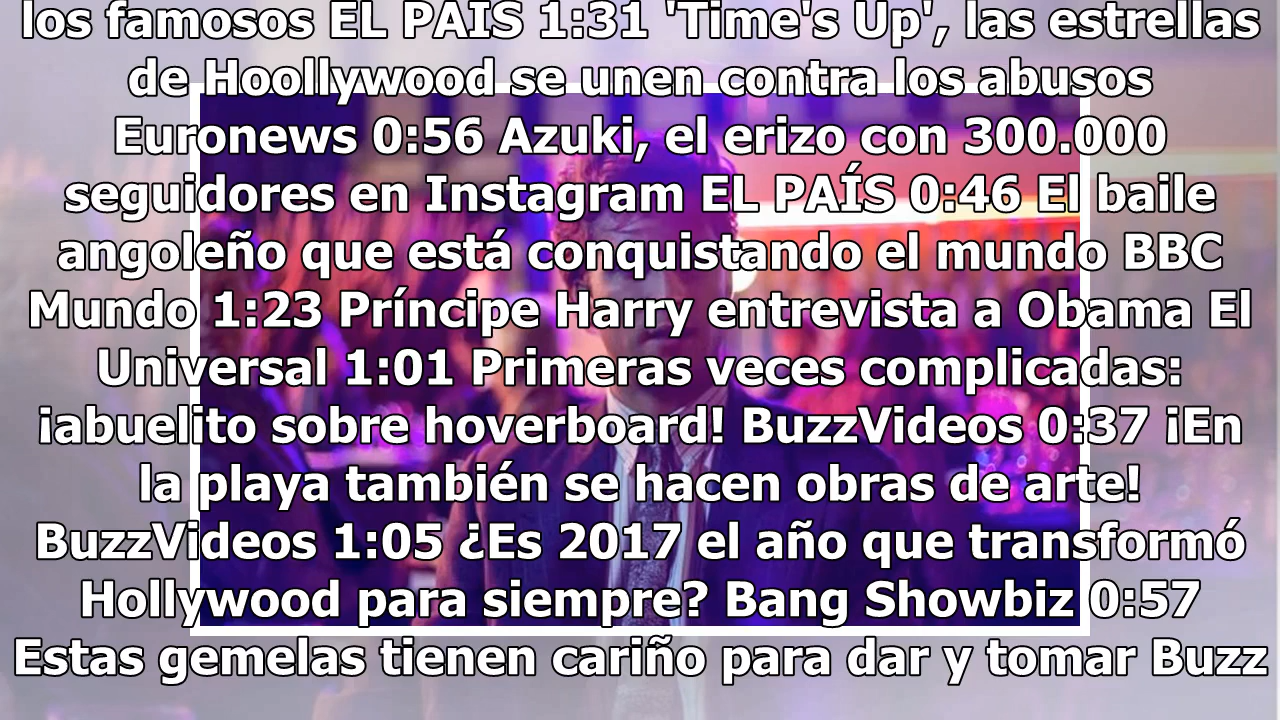 los famosos EL PAÍS 1:31 'Time's Up', las estrellas
de Hoollywood se unen contra los abusos
Euronews 0:56 Azuki, el erizo con 300.000
seguidores en Instagram EL PAÍS 0:46 El baile
angoleño que está conquistando el mundo BBC
Mundo 1:23 Príncipe Harry entrevista a Obama El
Universal 1:01 Primeras veces complicadas:
¡abuelito sobre hoverboard! BuzzVideos 0:37 ¡En
la playa también se hacen obras de arte!
BuzzVideos 1:05 ¿Es 2017 el año que transformó
Hollywood para siempre? Bang Showbiz 0:57
Estas gemelas tienen cariño para dar y tomar Buzz